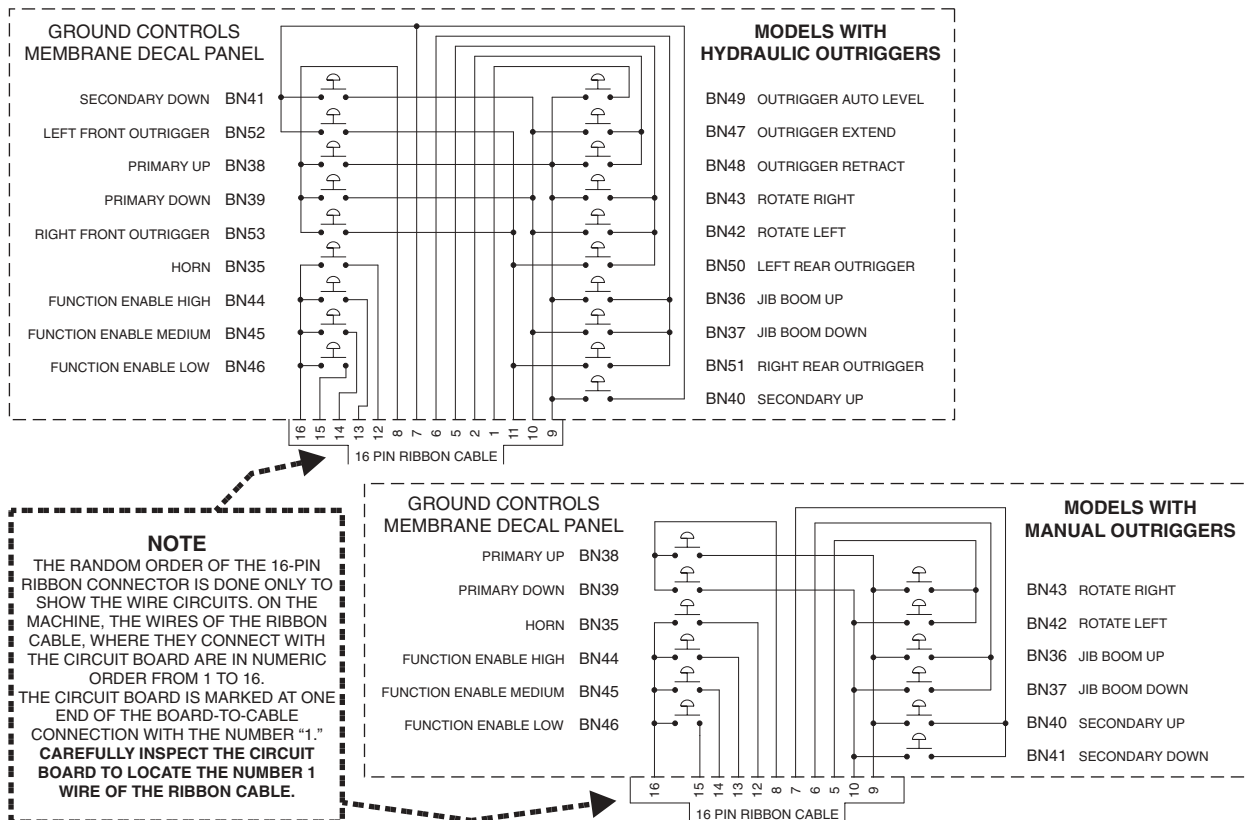 GROUND CONTROLS
MEMBRANE DECAL PANEL
MODELS WITH
HYDRAULIC OUTRIGGERS
SECONDARY DOWN BN41
LEFT FRONT OUTRIGGER BN52
PRIMARY UP BN38
PRIMARY DOWN BN39
RIGHT FRONT OUTRIGGER BN53
HORN BN35
FUNCTION ENABLE HIGH BN44
FUNCTION ENABLE MEDIUM BN45
FUNCTION ENABLE LOW BN46
BN49 OUTRIGGER AUTO LEVEL
BN47 OUTRIGGER EXTEND
BN48 OUTRIGGER RETRACT
BN43 ROTATE RIGHT
BN42 ROTATE LEFT
BN50 LEFT REAR OUTRIGGER
BN36 JIB BOOM UP
BN37 JIB BOOM DOWN
BN51 RIGHT REAR OUTRIGGER
BN40 SECONDARY UP
16 15 14 13 12 8 7 6 5 2 1 11 10 9
16 PIN RIBBON CABLE
NOTE
THE RANDOM ORDER OF THE 16-PIN
RIBBON CONNECTOR IS DONE ONLY TO
SHOW THE WIRE CIRCUITS. ON THE
MACHINE, THE WIRES OF THE RIBBON
CABLE, WHERE THEY CONNECT WITH
THE CIRCUIT BOARD ARE IN NUMERIC
ORDER FROM 1 TO 16.
THE CIRCUIT BOARD IS MARKED AT ONE
END OF THE BOARD-TO-CABLE
CONNECTION WITH THE NUMBER “1.”
CAREFULLY INSPECT THE CIRCUIT
BOARD TO LOCATE THE NUMBER 1
WIRE OF THE RIBBON CABLE.
GROUND CONTROLS
MEMBRANE DECAL PANEL
MODELS WITH
MANUAL OUTRIGGERS
PRIMARY UP BN38
PRIMARY DOWN BN39
HORN BN35
FUNCTION ENABLE HIGH BN44
FUNCTION ENABLE MEDIUM BN45
FUNCTION ENABLE LOW BN46
BN43 ROTATE RIGHT
BN42 ROTATE LEFT
BN36 JIB BOOM UP
BN37 JIB BOOM DOWN
BN40 SECONDARY UP
BN41 SECONDARY DOWN
16 15 14 13 12 8 7 6 5 10 9
16 PIN RIBBON CABLE